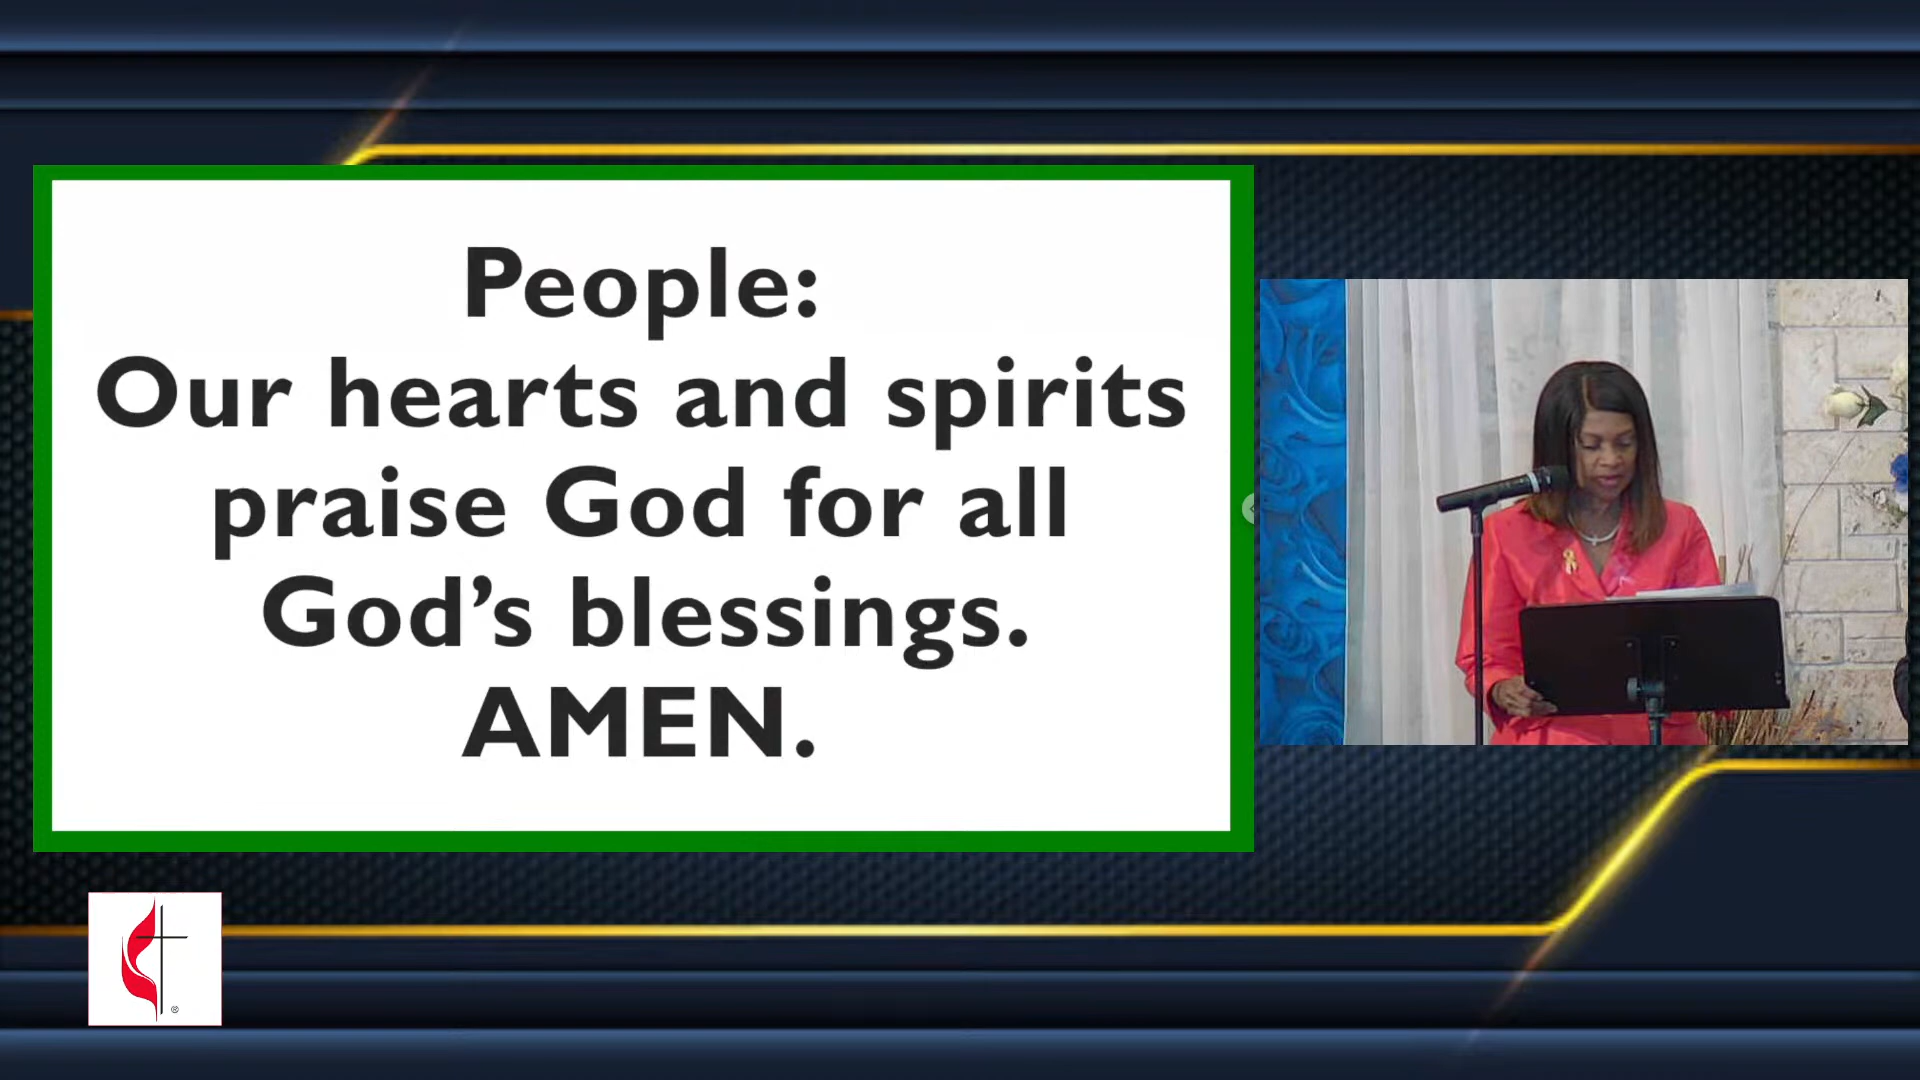 People:
Our hearts and spirits
praise God for all
God’s blessings.
AMEN.
®